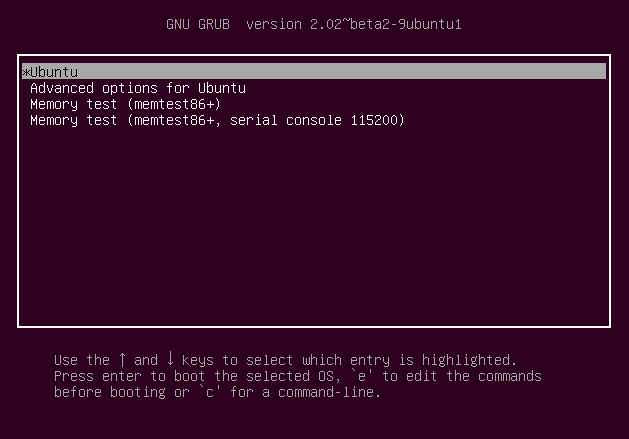 GNU GRUB  version 2.02~beta2-9ubuntu1
*Ubuntu
Advanced options for Ubuntu
Memory test (memtest86+)
Memory test (memtest86+, serial console 115200)
Use the ↑ and ↓ keys to select which entry is highlighted.
Press enter to boot the selected OS, `e' to edit the commands
before booting or `c' for a command-line.